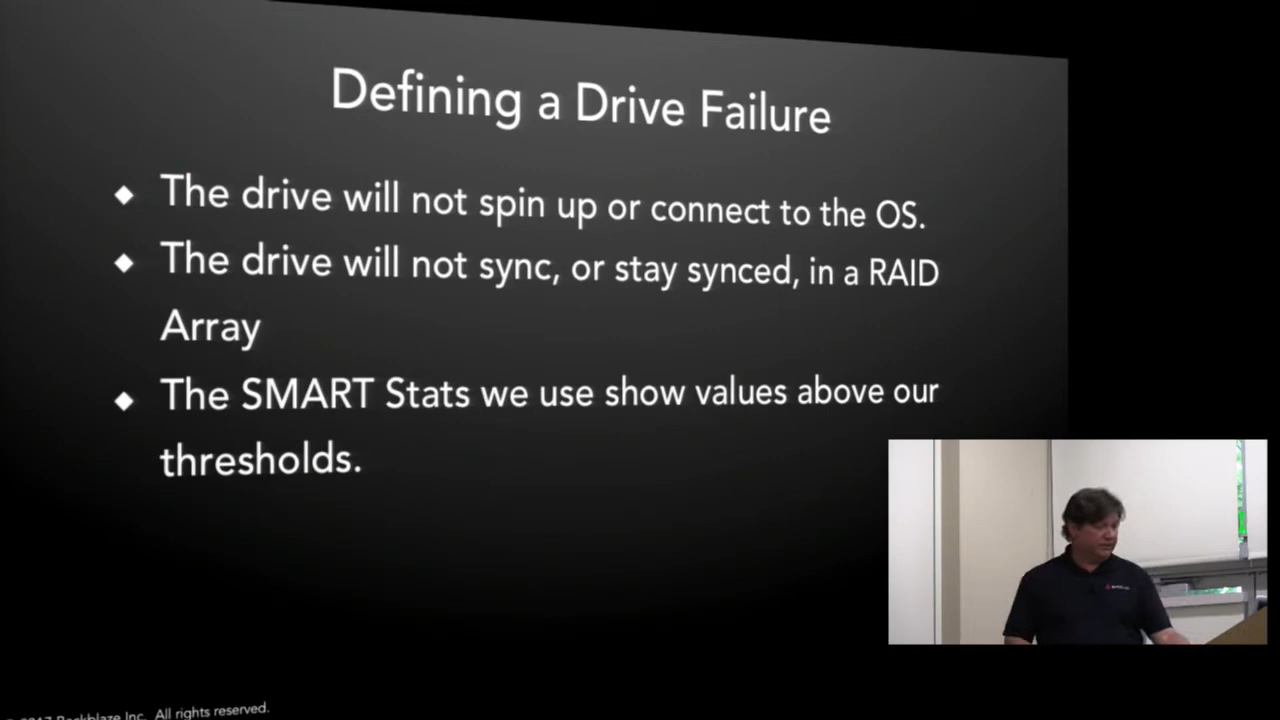 Defining a Drive Failure
◆ The drive will not spin up or connect to the OS.
◆ The drive will not sync, or stay synced, in a RAID
Array
◆ The SMART Stats we use show values above our
thresholds.
2017 Backblaze Inc. All rights reserved.